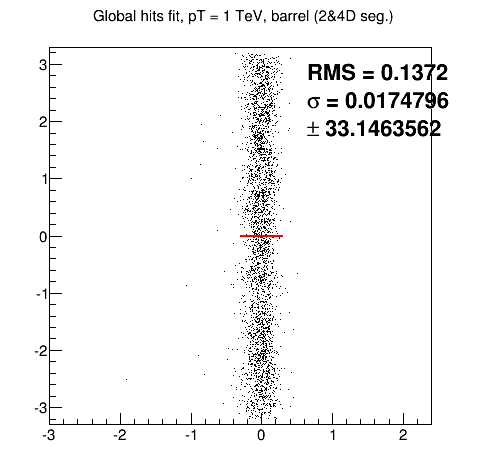 Global hits fit, pT = 1 TeV, barrel (2&4D seg.)
RMS = 0.1372
σ = 0.0174796
± 33.1463562
3
2
1
0
-1
-2
-3
-3 -2 -1 0 1 2